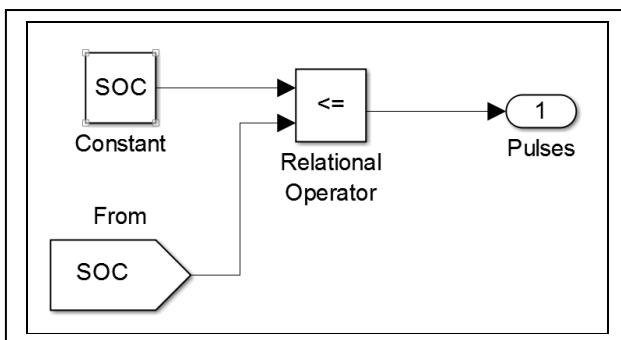 SOC
Constant
<=
Relational
Operator
1
Pulses
From
SOC